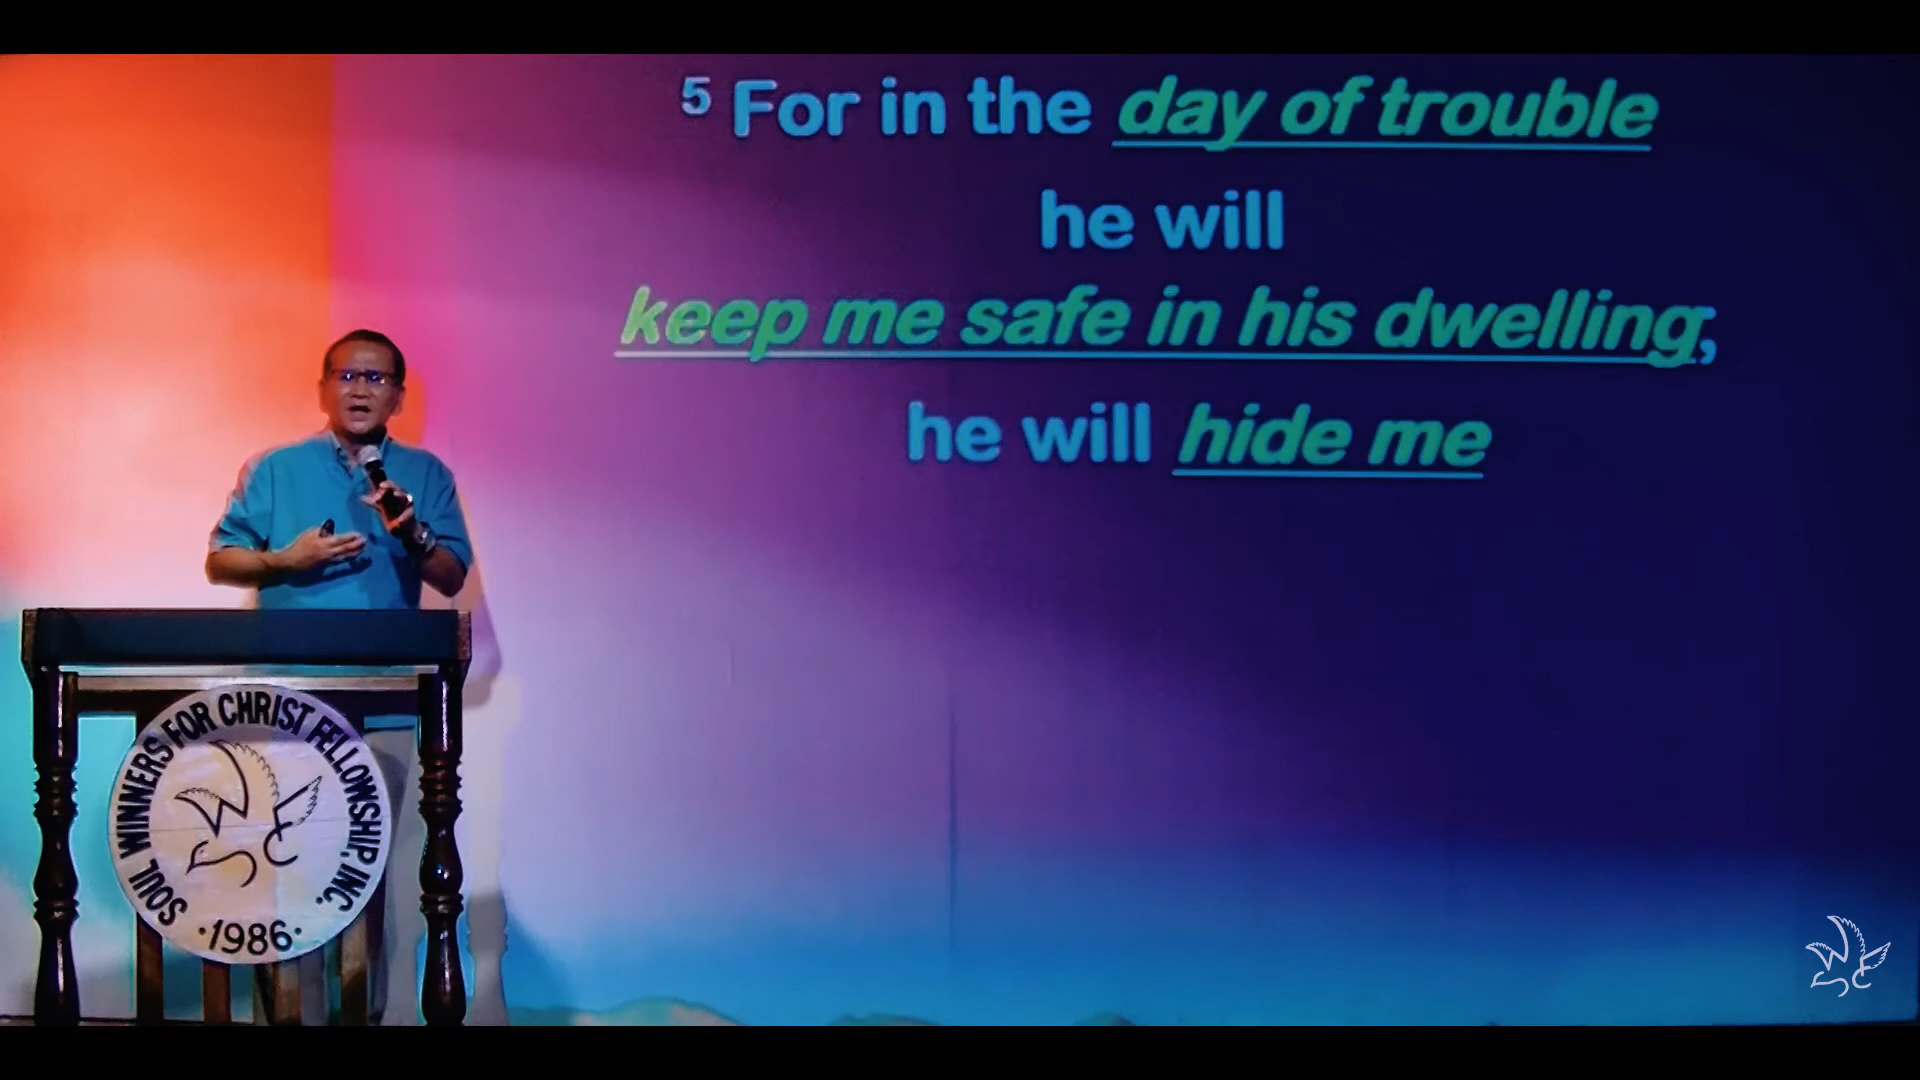 5 For in the day of trouble
he will
keep me safe in his dwelling,
he will hide me
SOUL WINNERS FOR CHRIST FELLOWSHIP, INC.
·1986·